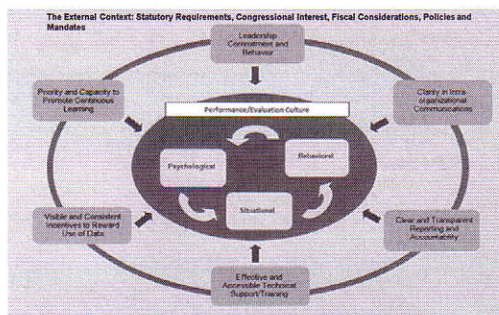 The External Context: Statutory Requirements, Congressional Interest, Fiscal Considerations, Policies and
Mandates
Leadership
Commitment and
Behavior
Priority and Capacity to
Promote Continuous
Learning
Clarity in Intra-
organizational
Communications
Performance/Evaluation Culture
Psychological
Behavioral
Situational
Visible and Consistent
Incentives to Reward
Use of Data
Clear and Transparent
Reporting and
Accountability
Effective and
Accessible Technical
Support/Training